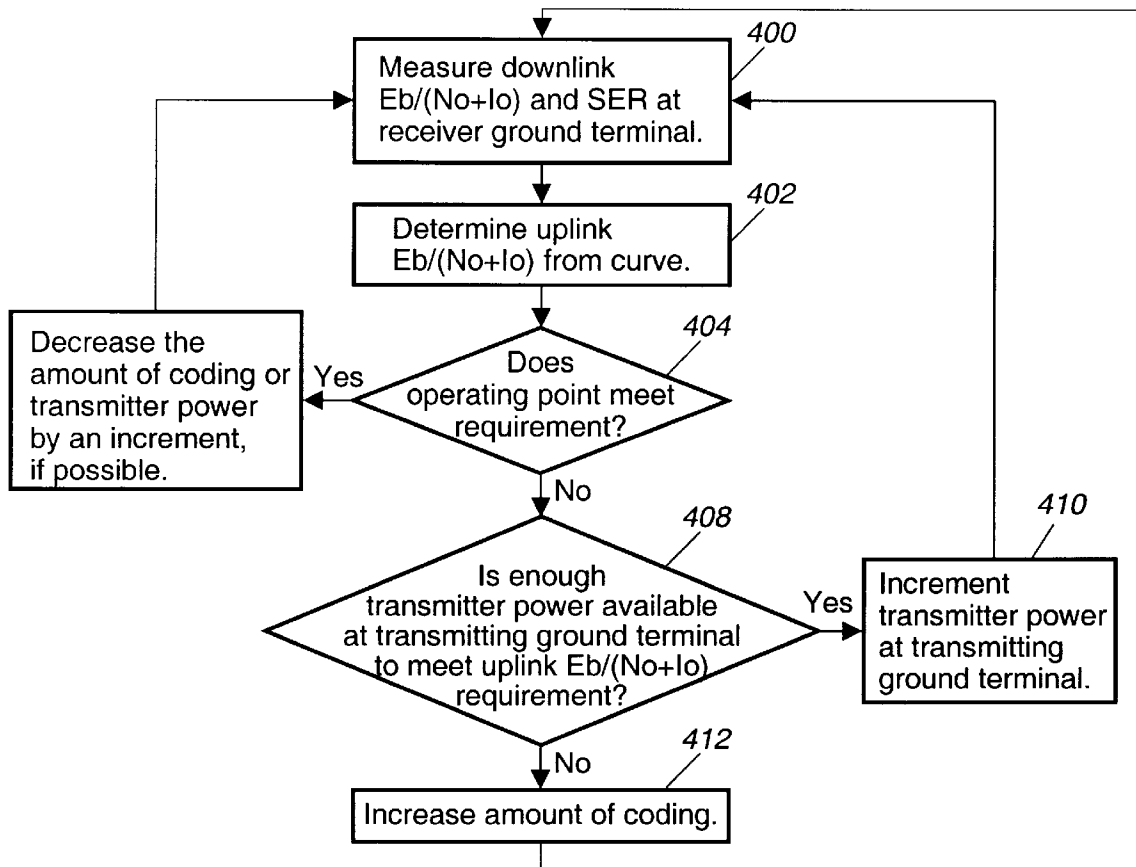 400
Measure downlink
Eb/(No+Io) and SER at
receiver ground terminal.
402
Determine uplink
Eb/(No+Io) from curve.
404
Does
operating point meet
requirement?
Yes
Decrease the
amount of coding or
transmitter power
by an increment,
if possible.
No
408
Is enough
transmitter power available
at transmitting ground terminal
to meet uplink Eb/(No+Io)
requirement?
Yes
410
Increment
transmitter power
at transmitting
ground terminal.
No
412
Increase amount of coding.